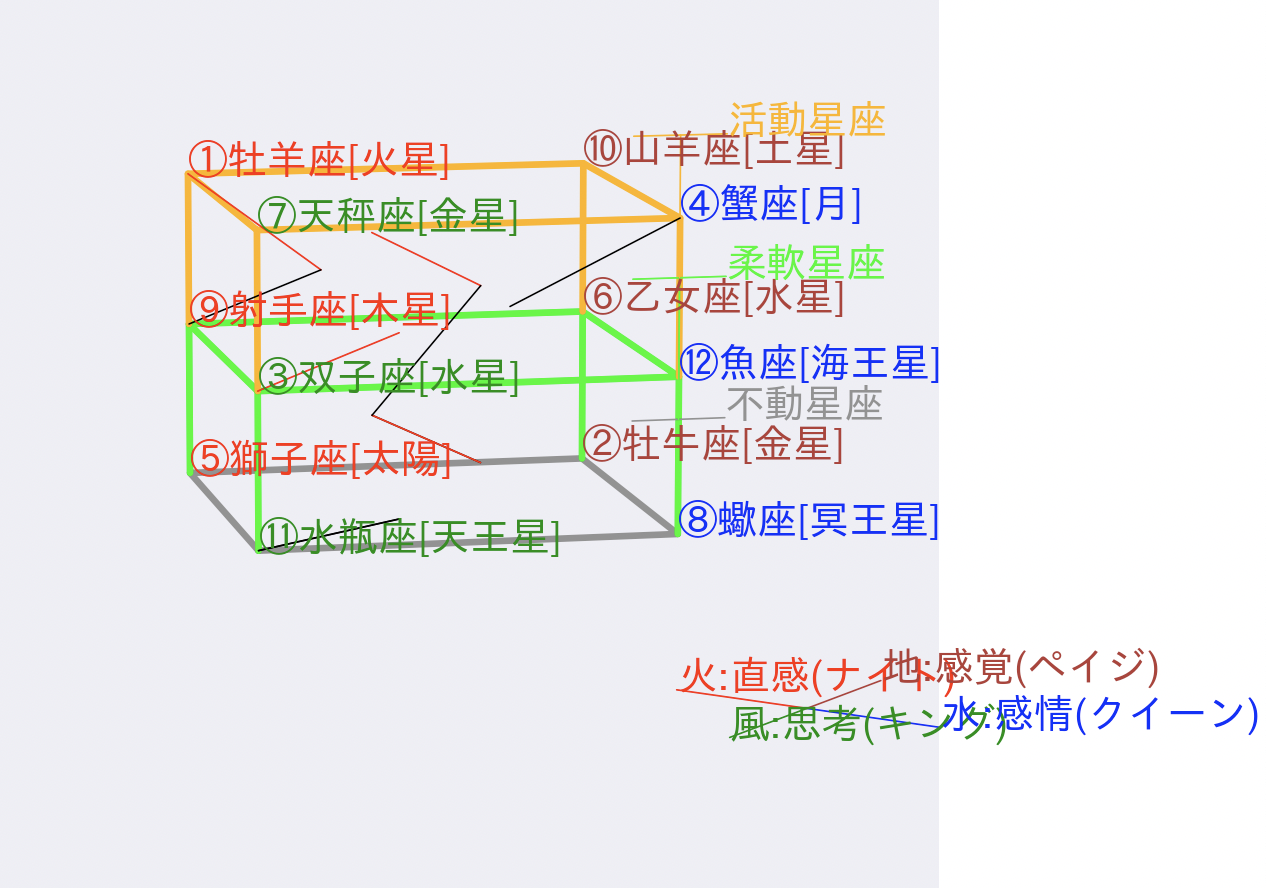 活動星座
①牡羊座[火星]
⑩山羊座[土星]
⑦天秤座[金星]
④蟹座[月]
柔軟星座
⑨射手座[木星]
⑥乙女座[水星]
③双子座[水星]
⑫魚座[海王星]
不動星座
⑤獅子座[太陽]
②牡牛座[金星]
⑪水瓶座[天王星]
⑧蠍座[冥王星]
火:直感(ナイト)
地:感覚(ペイジ)
風:思考(キング)
水:感情(クイーン)